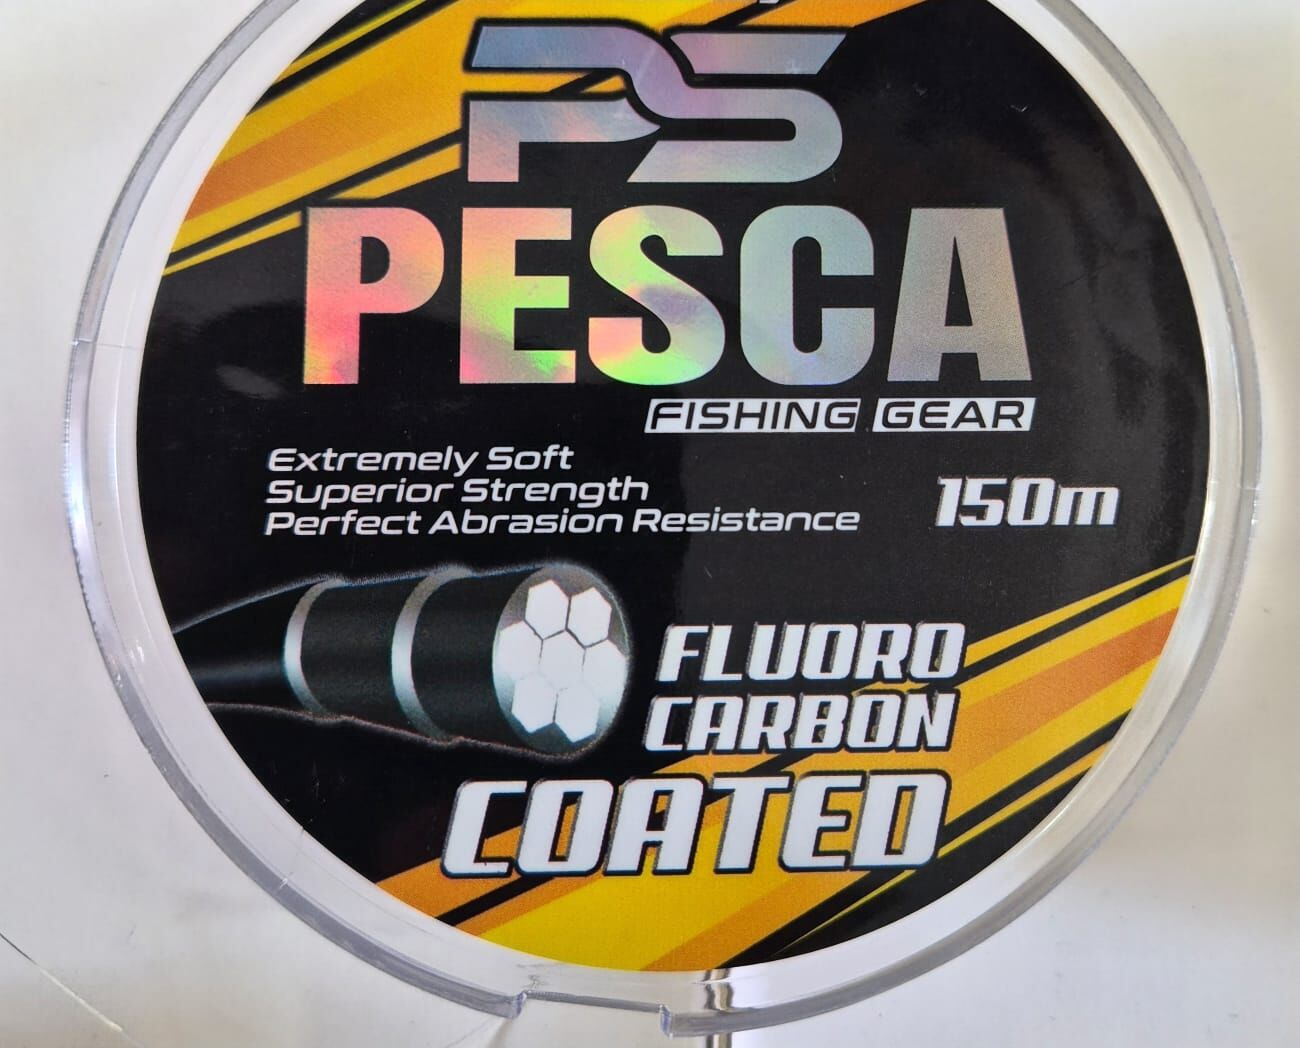 PS
PESCA
FISHING GEAR
Extremely Soft
Superior Strength
Perfect Abrasion Resistance
150m
FLUORO
CARBON
COATED